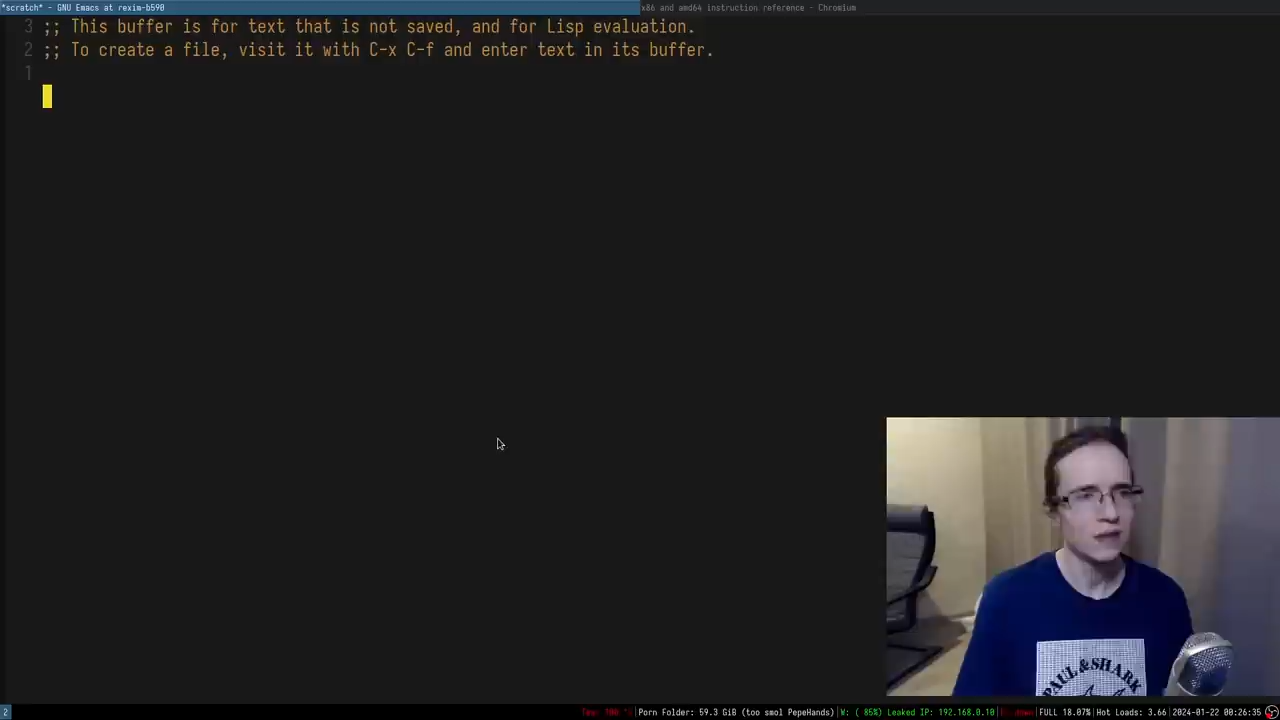 *scratch* - GNU Emacs at rexim-b590
x86 and amd64 instruction reference - Chromium
3 ;; This buffer is for text that is not saved, and for Lisp evaluation.
2 ;; To create a file, visit it with C-x C-f and enter text in its buffer.
1
PAUL & SHARK
2
Porn Folder: 59.3 GiB (too smol PepeHands)|W: ( 85%) Leaked IP: 192.168.0.10|E: down|FULL 18.07%|Hot Loads: 3.66|2024-01-22 00:26:35